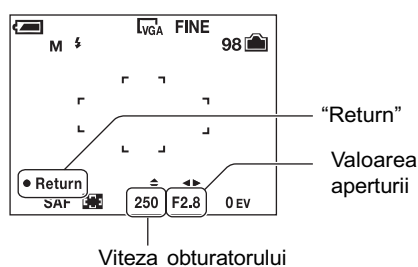 VGA FINE
M 98
"Return"
● Return
Valoarea
aperturii
250 F2.8
SAF 0 EV
Viteza obturatorului